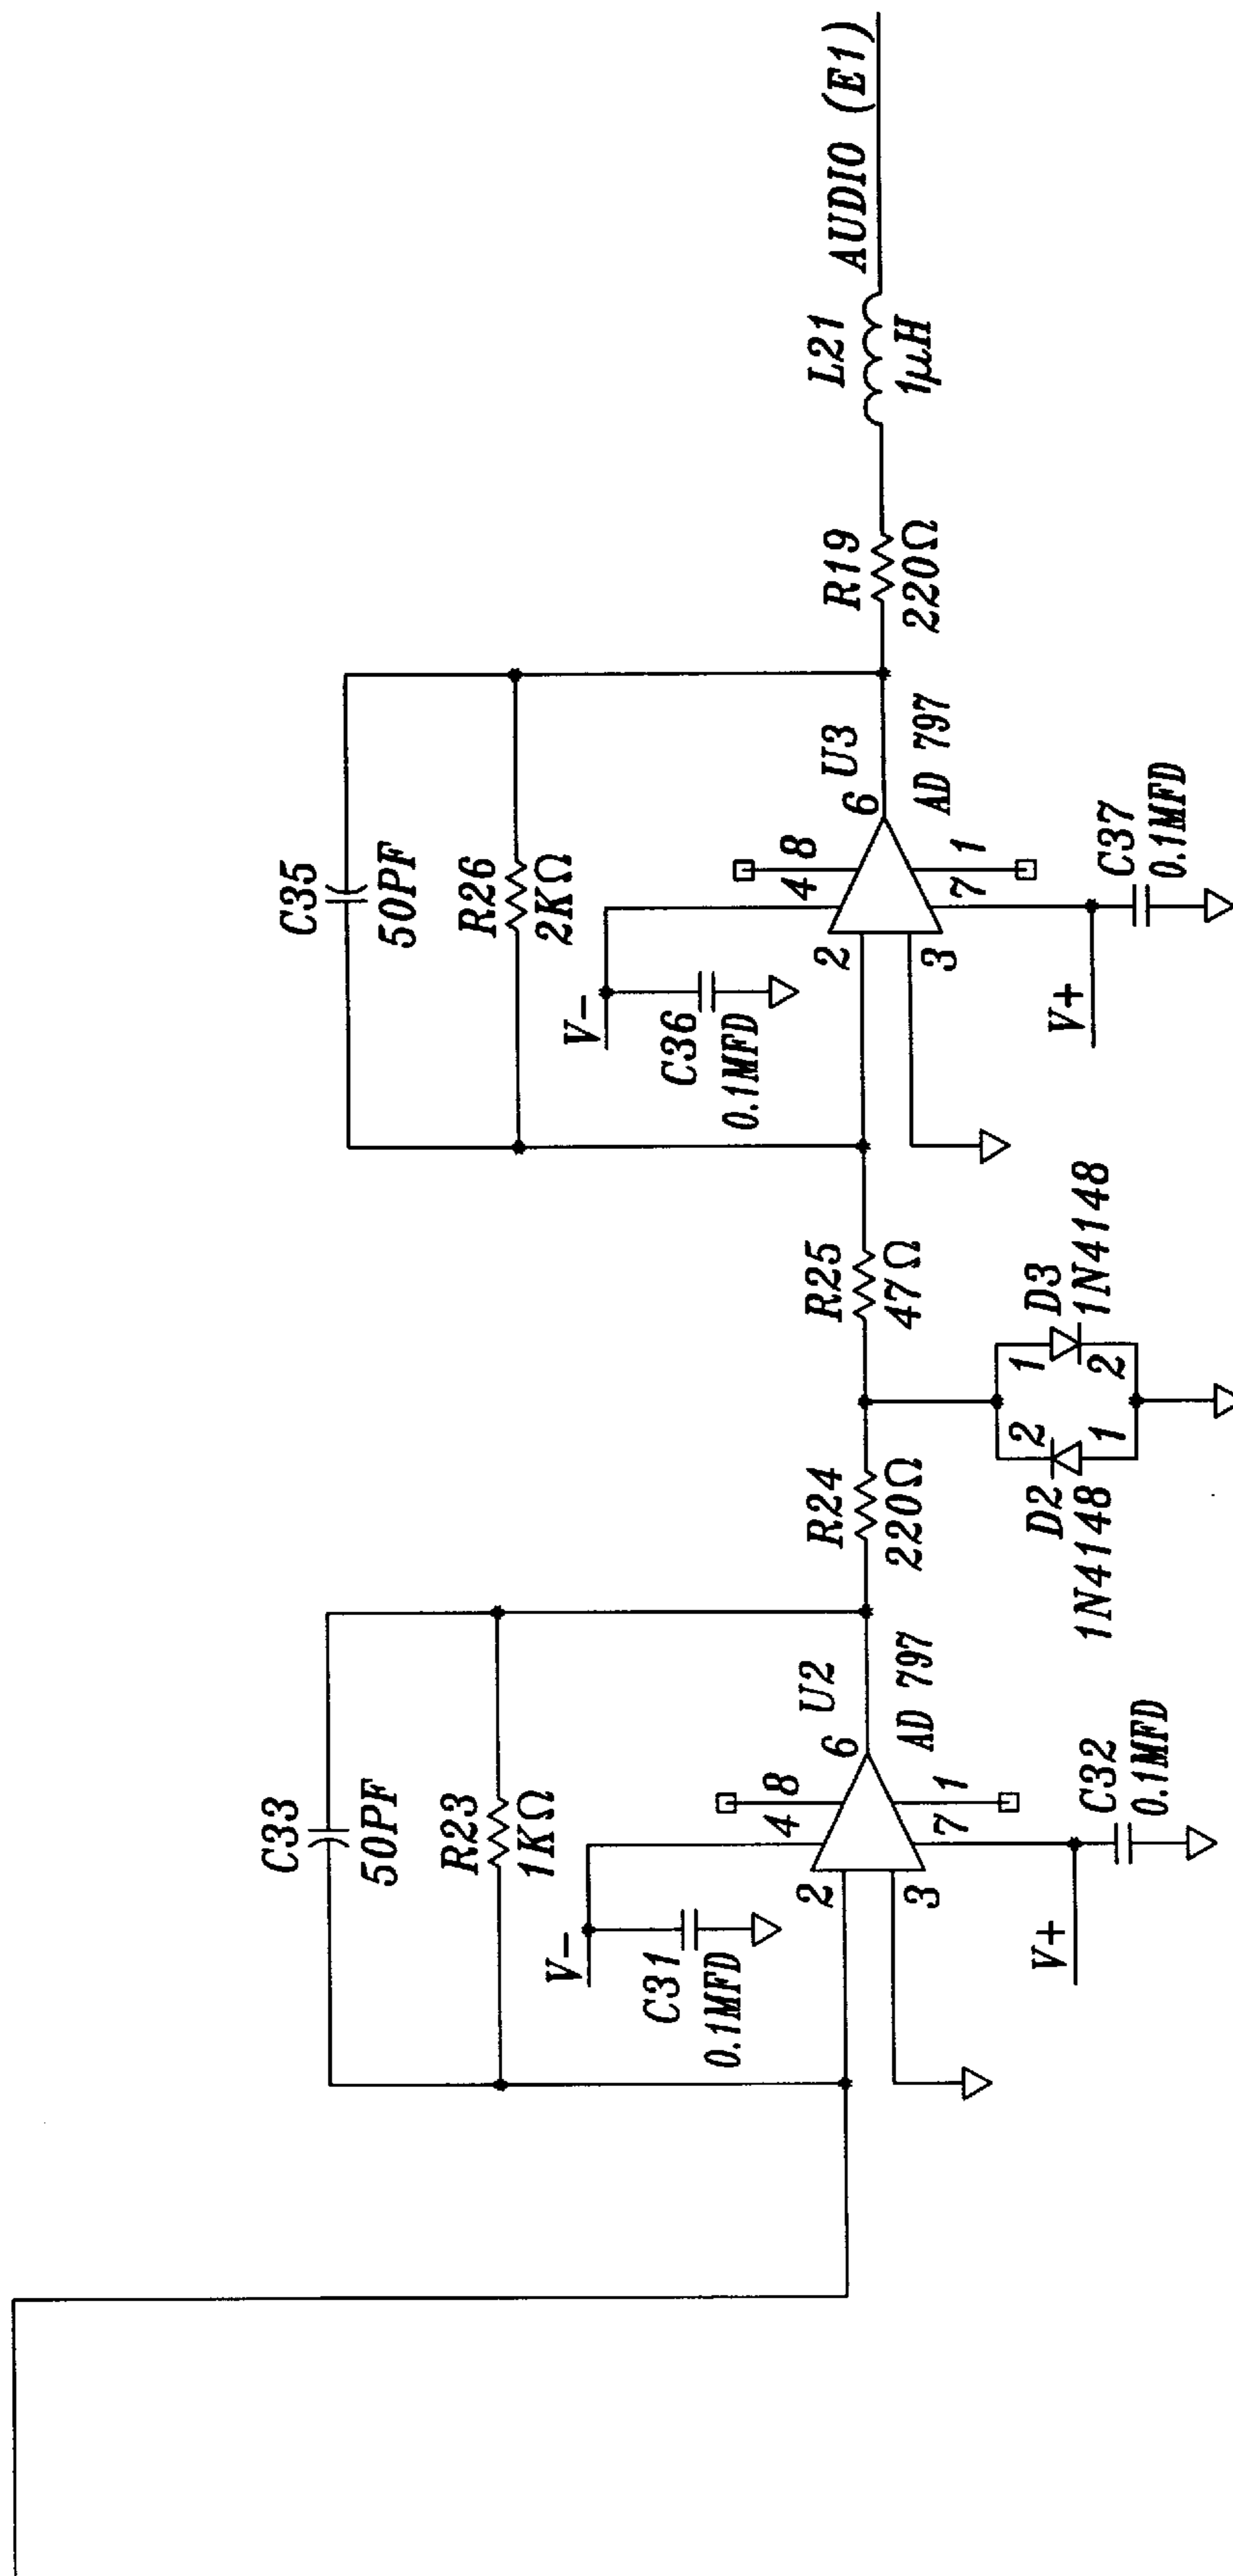 C33
50PF
R23
1KΩ
V-
C31
0.1MFD
2
3
4
8
6
7
1
U2
AD 797
V+
C32
0.1MFD
R24
220Ω
D2
1N4148
2
1
1
2
D3
1N4148
R25
47Ω
C35
50PF
R26
2KΩ
V-
C36
0.1MFD
2
3
4
8
6
7
1
U3
AD 797
V+
C37
0.1MFD
R19
220Ω
L21
1μH
AUDIO (E1)